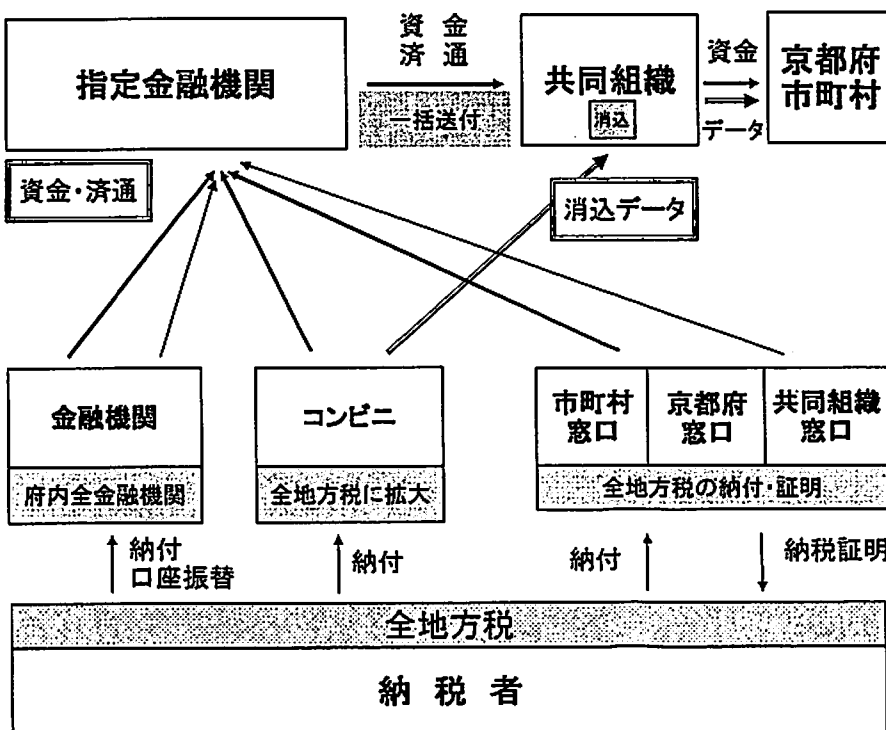 指定金融機関
資金
済通
一括送付
共同組織
消込
資金
データ
京都府
市町村
資金・済通
消込データ
金融機関
府内全金融機関
コンビニ
全地方税に拡大
市町村
窓口
京都府
窓口
共同組織
窓口
全地方税の納付・証明
納付
口座振替
納付
納付
納税証明
全地方税
納税者